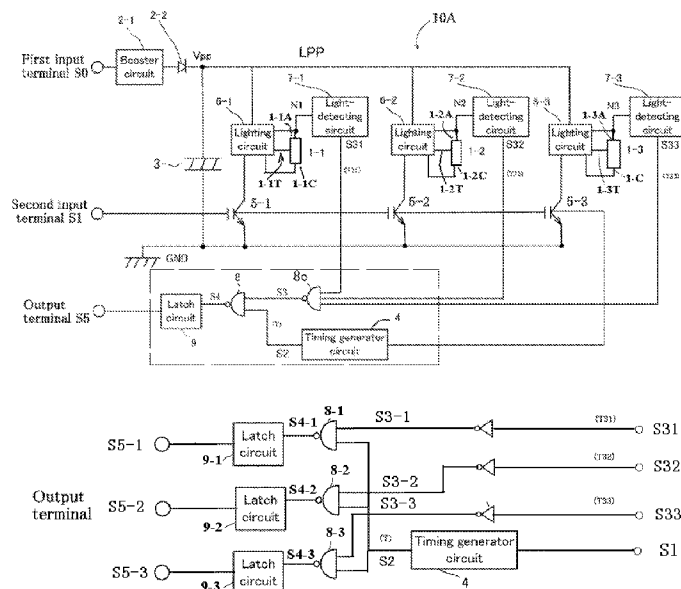 10A
2-2
2-1
First input
terminal S0
Booster
circuit
Vpp
LPP
6-1
7-1
N1
Light-
detecting
circuit
Lighting
circuit
1-1A
1-1
1-1T
1-1C
S31
6-2
7-2
N2
Light-
detecting
circuit
Lighting
circuit
1-2A
1-2
1-2T
1-2C
S32
7-3
N3
Light-
detecting
circuit
Lighting
circuit
1-3A
1-3
1-3T
1-C
S33
3
Second input
terminal S1
5-1
5-2
5-3
GND
Output
terminal S5
Latch
circuit
9
S4
8
S3
8c
S2
Timing generator
circuit
4
S5-1
Latch
circuit
9-1
S4-1
8-1
S3-1
(T31)
S31
Output
terminal
S5-2
Latch
circuit
9-2
S4-2
8-2
S3-2
(T32)
S32
S3-3
(T33)
S33
S5-3
Latch
circuit
9-3
S4-3
8-3
(T)
S2
Timing generator
circuit
4
S1